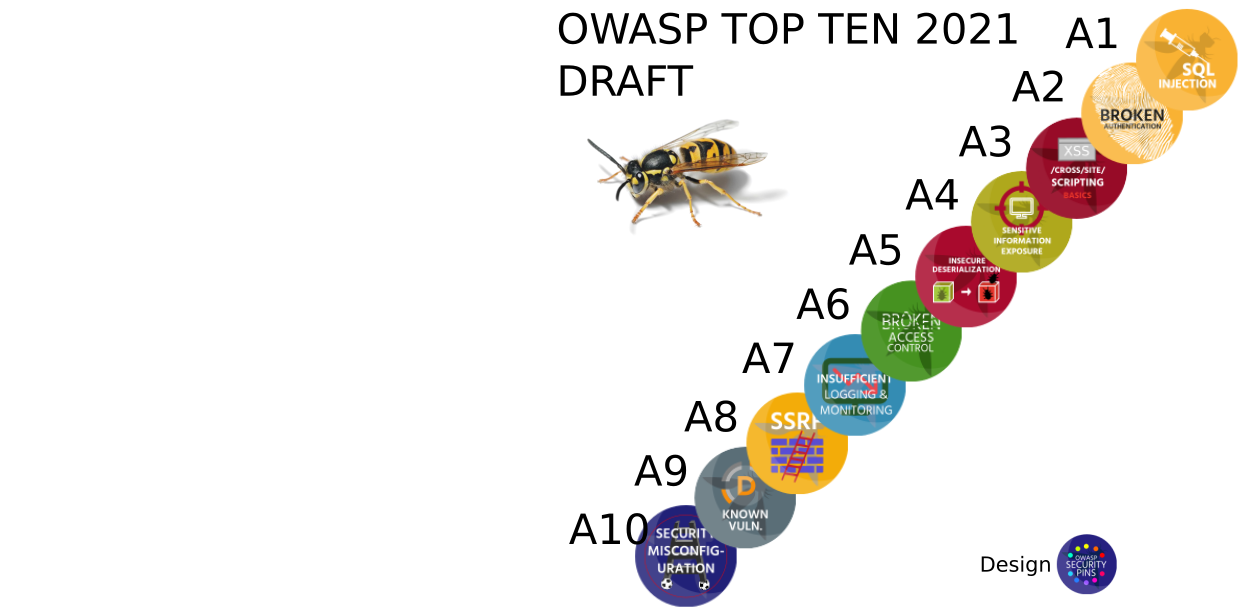 OWASP TOP TEN 2021
DRAFT
A1
SQL
INJECTION
A2
BROKEN
AUTHENTICATION
A3
XSS
/CROSS/SITE/
SCRIPTING
BASICS
A4
SENSITIVE
INFORMATION
EXPOSURE
A5
INSECURE
DESERIALIZATION
A6
BROKEN
ACCESS
CONTROL
A7
INSUFFICIENT
LOGGING &
MONITORING
A8
SSRF
A9
D
KNOWN
VULN.
A10
SECURITY
MISCONFIG-
URATION
Design
OWASP
SECURITY
PINS